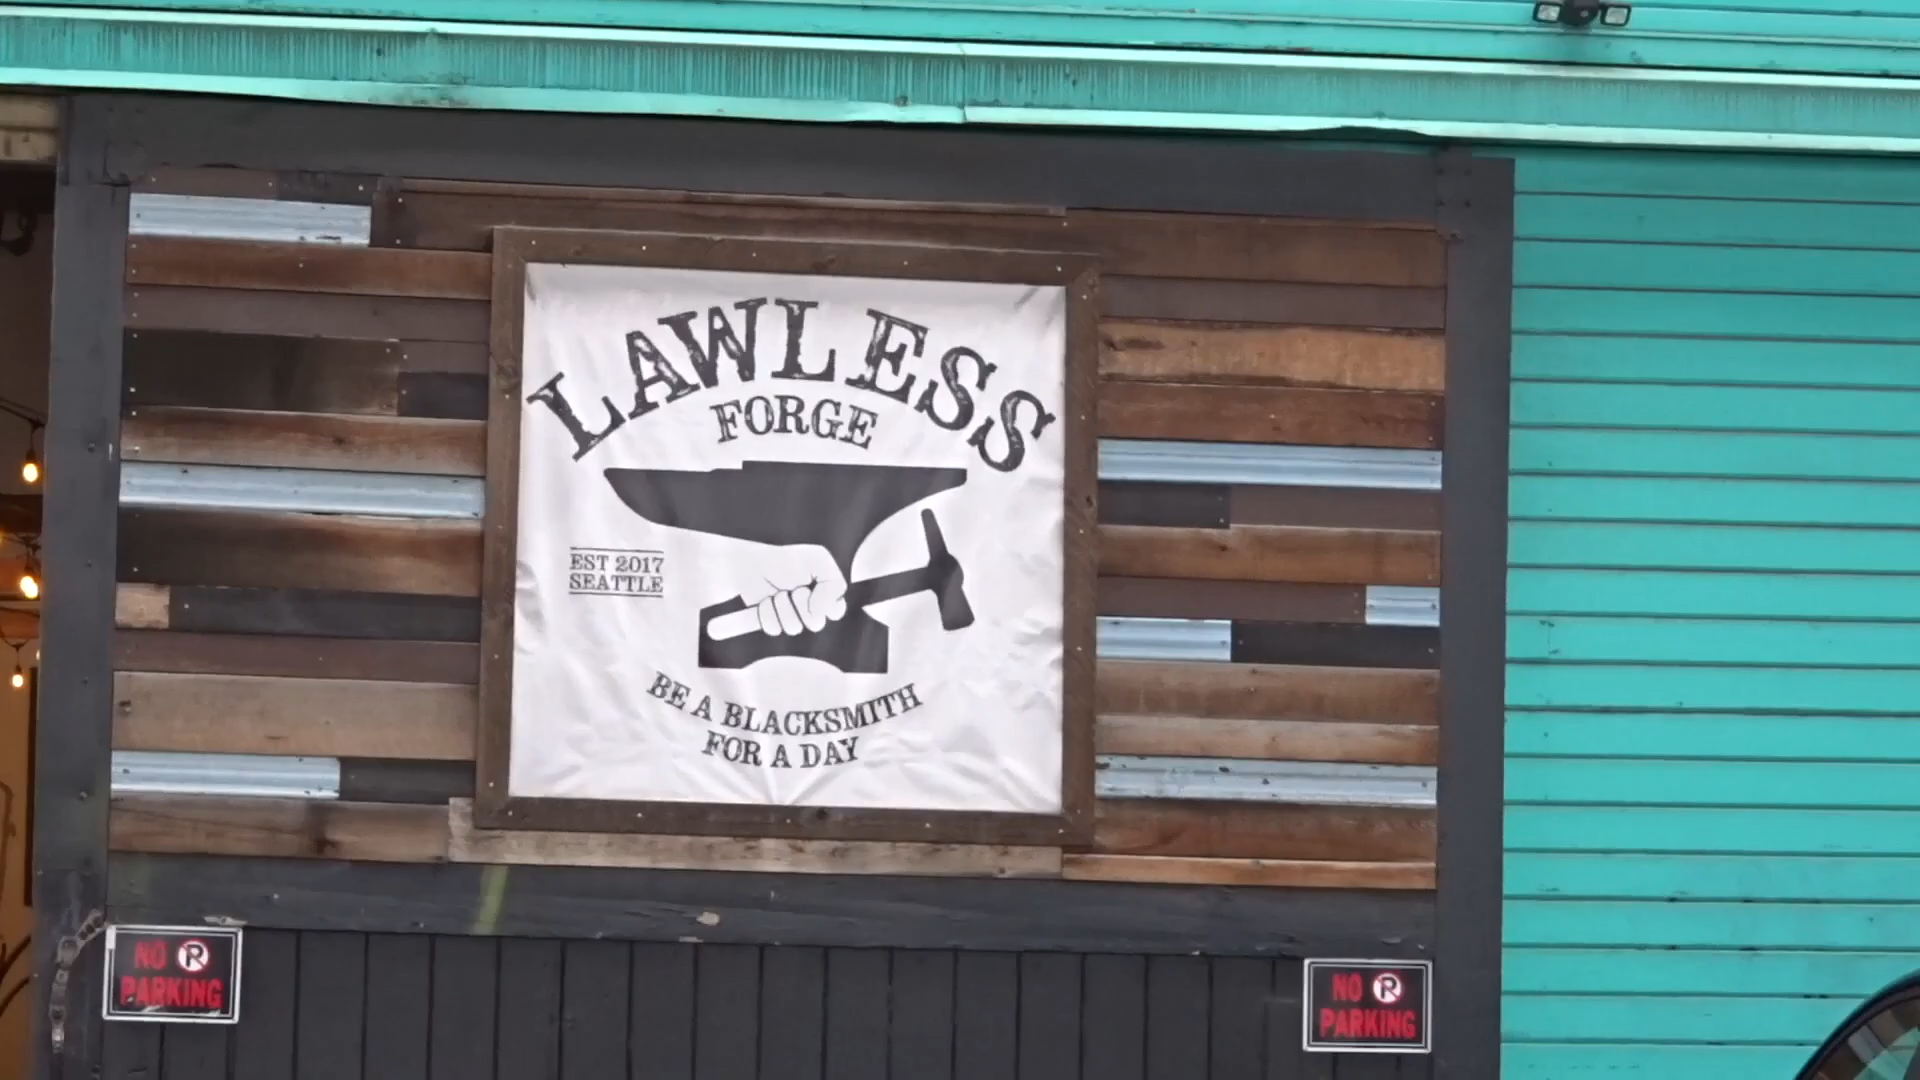 LAWLESS
FORGE
EST 2017
SEATTLE
BE A BLACKSMITH
FOR A DAY
NO P
PARKING
NO P
PARKING